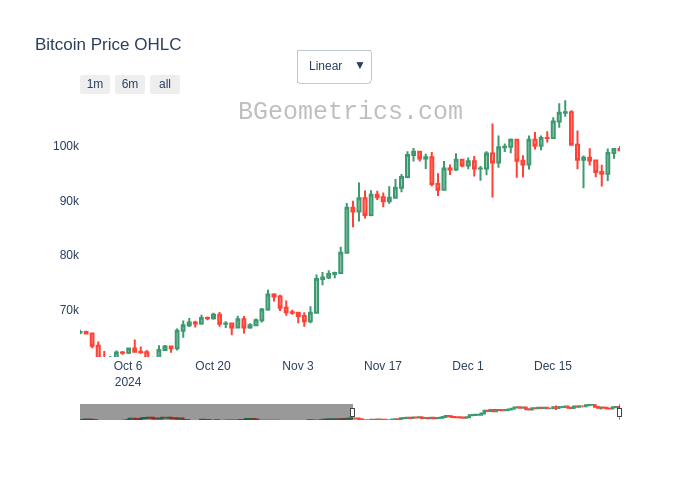 Bitcoin Price OHLC
Linear ▼
1m 6m all
BGeometrics.com
100k
90k
80k
70k
Oct 6 Oct 20 Nov 3 Nov 17 Dec 1 Dec 15
2024